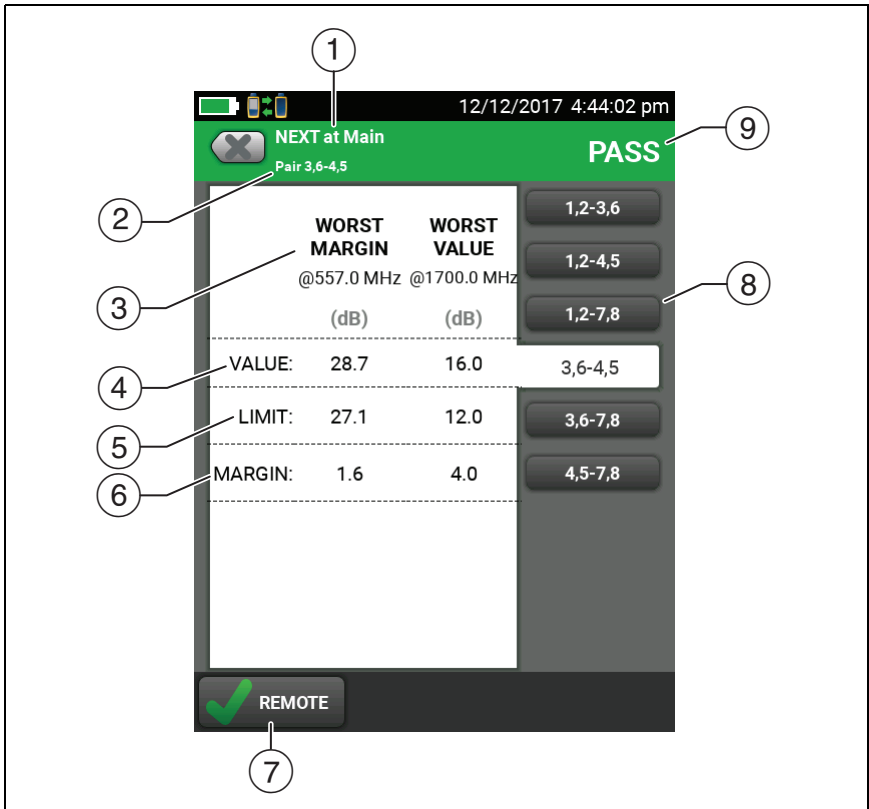 1
12/12/2017 4:44:02 pm
NEXT at Main
PASS
9
Pair 3,6-4,5
2
WORST MARGIN
WORST VALUE
@557.0 MHz @1700.0 MHz
3
(dB) (dB)
1,2-3,6
1,2-4,5
1,2-7,8
8
4
VALUE: 28.7 16.0
3,6-4,5
5
LIMIT: 27.1 12.0
3,6-7,8
6
MARGIN: 1.6 4.0
4,5-7,8
REMOTE
7